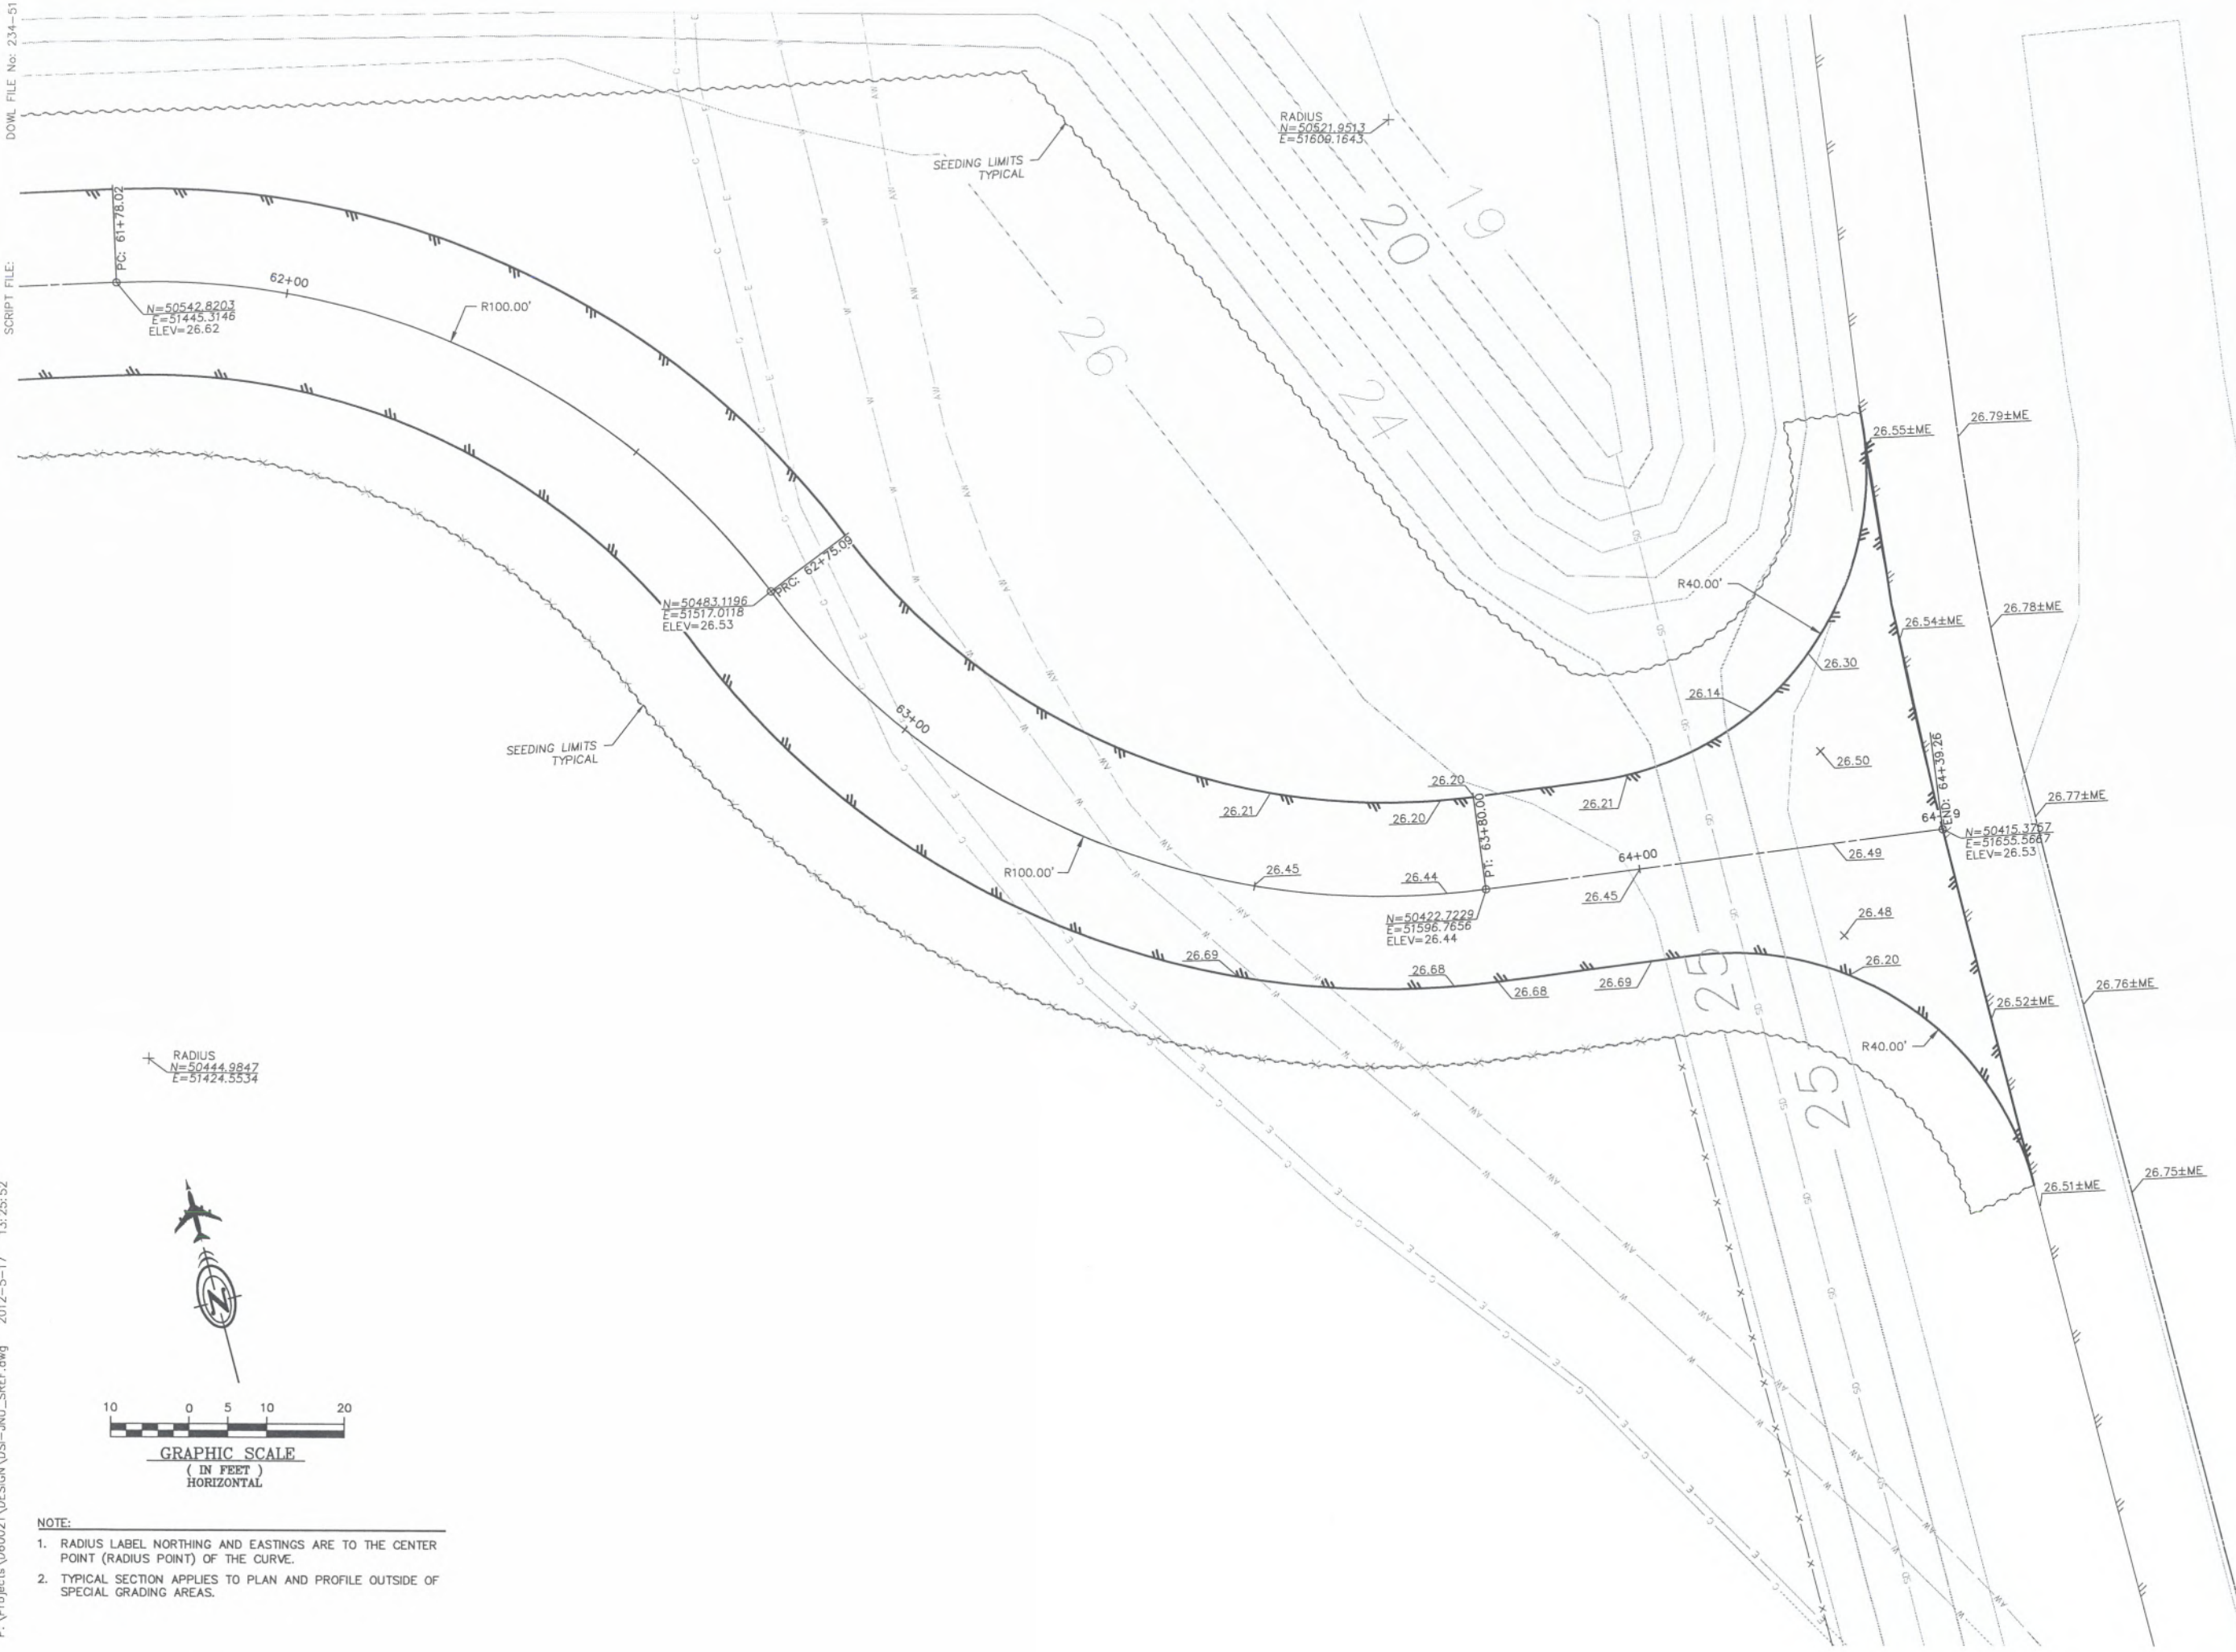 DOWL FILE No: 234-51
SCRIPT FILE:
2012-5-17 13:25:52
RADIUS
N=50521.9513
E=51609.1643
SEEDING LIMITS
TYPICAL
19
20
24
26
PC: 61+78.02
62+00
R100.00'
N=50542.8203
E=51445.3146
ELEV=26.62
26.55±ME
26.79±ME
PRC: 62+75.09
N=50483.1196
E=51517.0118
ELEV=26.53
R40.00'
26.78±ME
26.54±ME
26.30
26.14
63+00
SEEDING LIMITS
TYPICAL
26.50
26.20
26.21
26.20
26.21
PT: 63+80.00
END: 64+39.26
26.77±ME
N=50415.3767
E=51655.5667
ELEV=26.53
R100.00'
26.45
26.44
64+00
26.45
26.49
N=50422.7229
E=51596.7656
ELEV=26.44
26.48
26.69
26.68
26.68
26.69
26.20
25
25
26.76±ME
26.52±ME
R40.00'
RADIUS
N=50444.9847
E=51424.5534
26.75±ME
26.51±ME
N
10 0 5 10 20
GRAPHIC SCALE
( IN FEET )
HORIZONTAL
NOTE:
1. RADIUS LABEL NORTHING AND EASTINGS ARE TO THE CENTER
POINT (RADIUS POINT) OF THE CURVE.
2. TYPICAL SECTION APPLIES TO PLAN AND PROFILE OUTSIDE OF
SPECIAL GRADING AREAS.